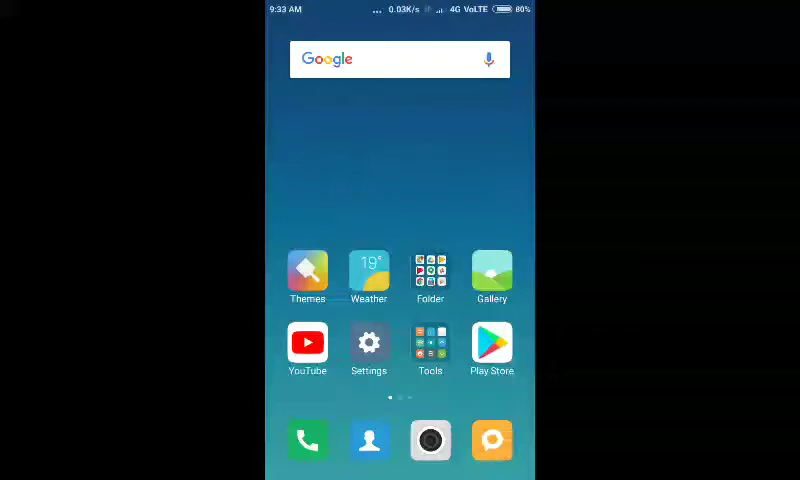 9:33 AM ... 0.03K/s 4G VoLTE 80%
Google
19°
Themes Weather Folder Gallery
YouTube Settings Tools Play Store